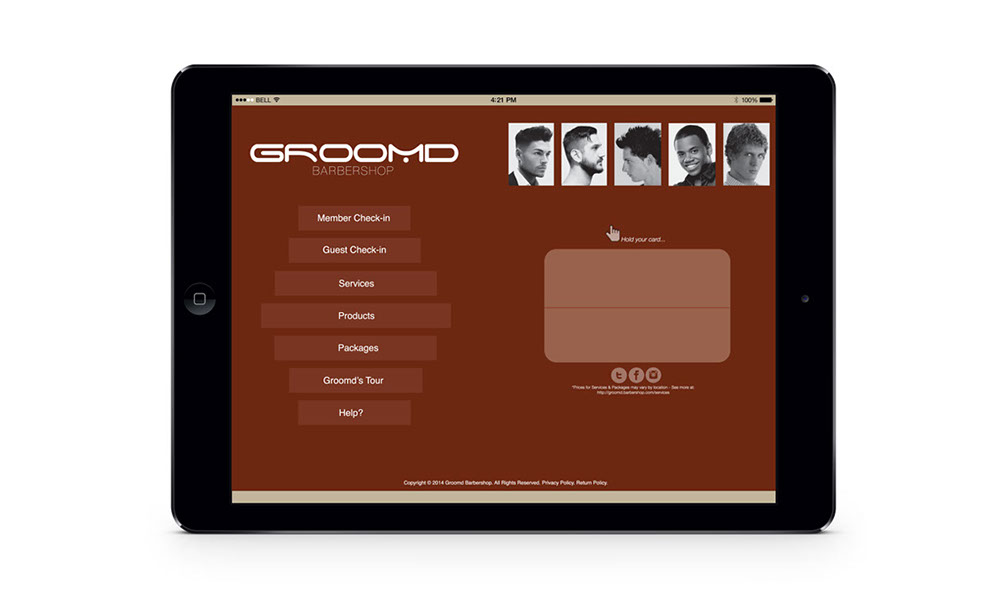 BELL
4:21 PM
100%
GROOMD
BARBERSHOP
Member Check-in
Guest Check-in
Services
Products
Packages
Groomd's Tour
Help?
Hold your card...
*Prices for Services & Packages may vary by location - See more at:
http://groomd.barbershop.com/services
Copyright © 2014 Groomd Barbershop. All Rights Reserved. Privacy Policy. Return Policy.